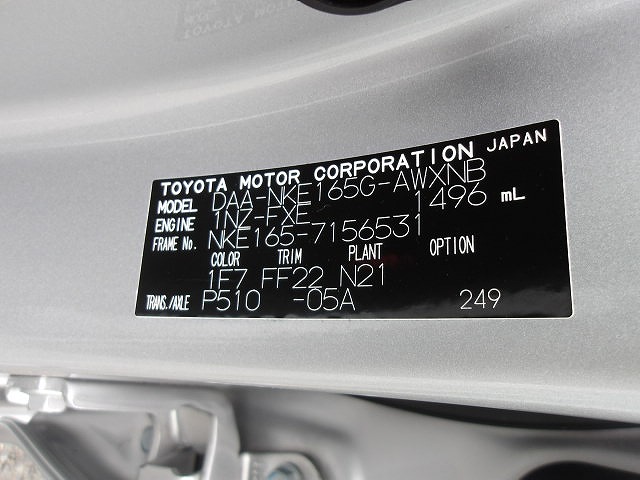 TOYOTA MOTOR CORPORATION JAPAN
MODEL DAA-NKE165G-AWXNB
ENGINE 1NZ-FXE 1496 mL
FRAME No. NKE165-7156531
COLOR TRIM PLANT OPTION
1F7 FF22 N21
TRANS./AXLE P510 -05A 249